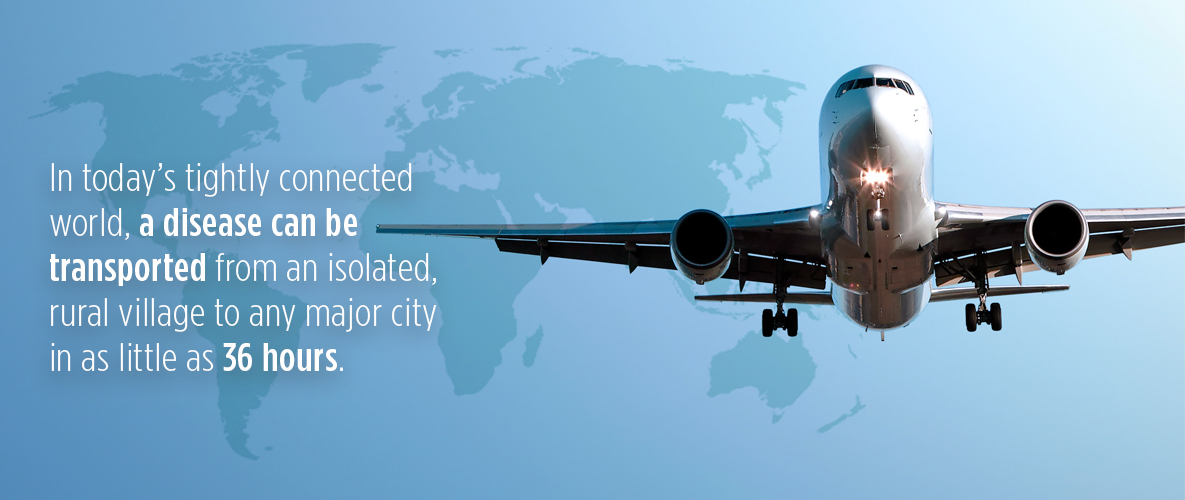 In today’s tightly connected
world, a disease can be
transported from an isolated,
rural village to any major city
in as little as 36 hours.